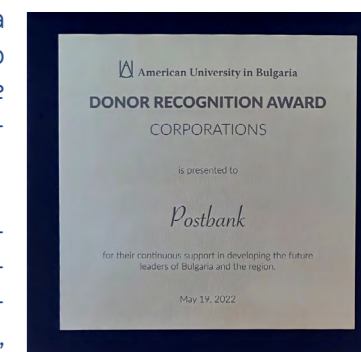 American University in Bulgaria
DONOR RECOGNITION AWARD
CORPORATIONS
is presented to
Postbank
for their continuous support in developing the future
leaders of Bulgaria and the region.
May 19, 2022